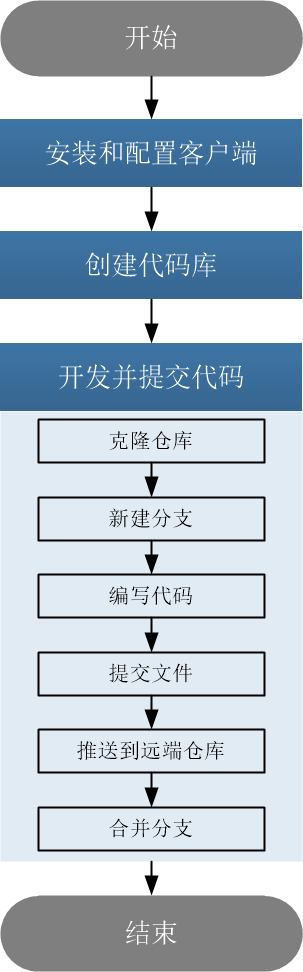 开始
安装和配置客户端
创建代码库
开发并提交代码
克隆仓库
新建分支
编写代码
提交文件
推送到远端仓库
合并分支
结束